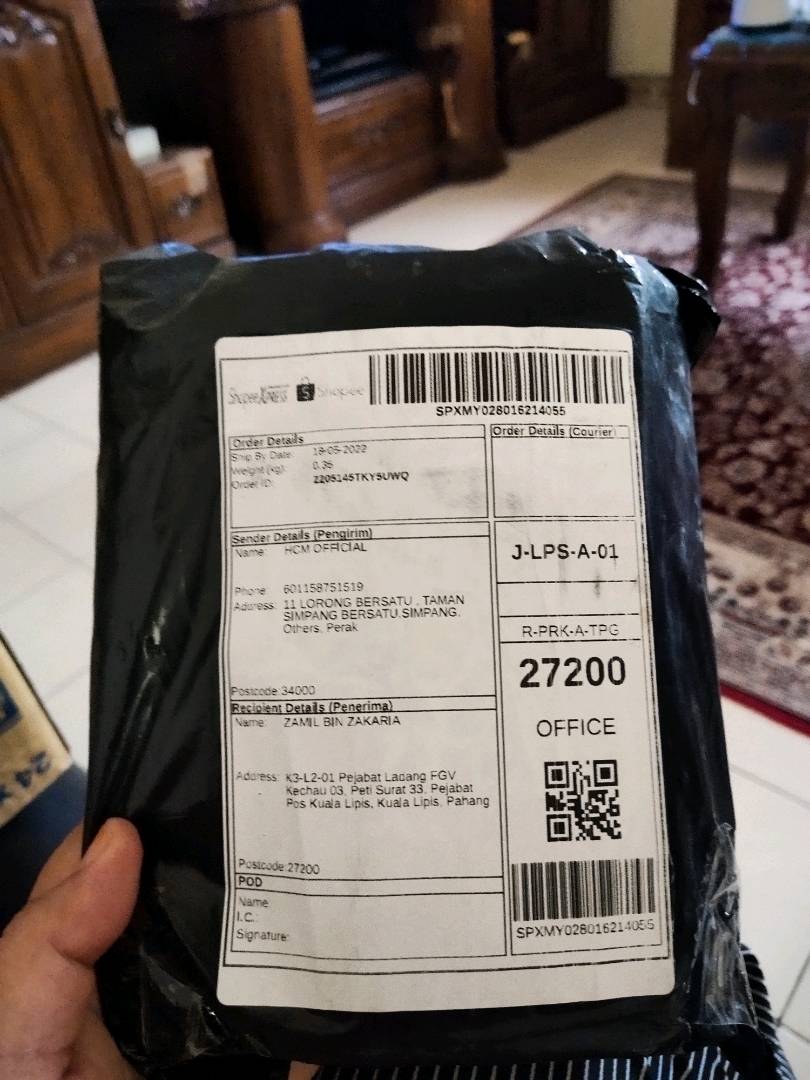 Shopee XPRESS Shopee
SPXMY028016214055
Order Details
Ship By Date: 18-05-2022
Weight (kg): 0.35
Order ID: 2205145TKY5UWQ
Order Details (Courier)
Sender Details (Pengirim)
Name: HCM OFFICIAL
Phone: 601158751519
Address: 11 LORONG BERSATU , TAMAN
SIMPANG BERSATU,SIMPANG,
Others, Perak
Postcode:34000
J-LPS-A-01
R-PRK-A-TPG
27200
OFFICE
Recipient Details (Penerima)
Name: ZAMIL BIN ZAKARIA
Address: K3-L2-01 Pejabat Ladang FGV
Kechau 03, Peti Surat 33, Pejabat
Pos Kuala Lipis, Kuala Lipis, Pahang
Postcode:27200
POD
Name:
I.C.:
Signature:
SPXMY028016214055
24